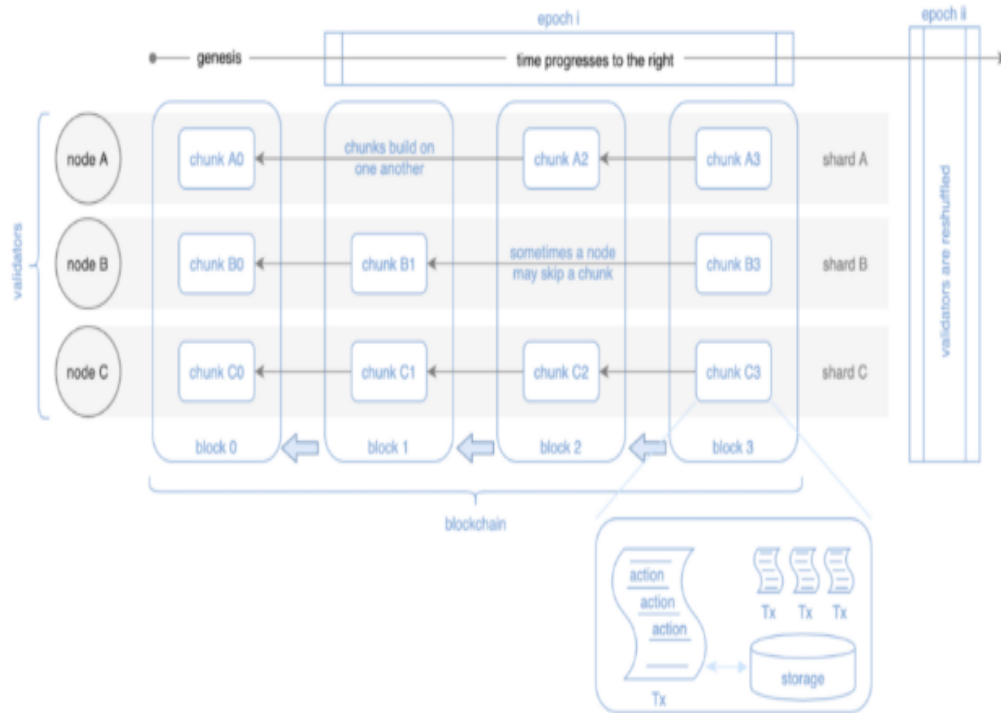 epoch i
epoch ii
genesis
time progresses to the right
validators
node A
chunk A0
chunks build on
one another
chunk A2
chunk A3
shard A
node B
chunk B0
chunk B1
sometimes a node
may skip a chunk
chunk B3
shard B
node C
chunk C0
chunk C1
chunk C2
chunk C3
shard C
validators are reshuffled
block 0
block 1
block 2
block 3
blockchain
action
action
action
Tx
Tx Tx Tx
storage